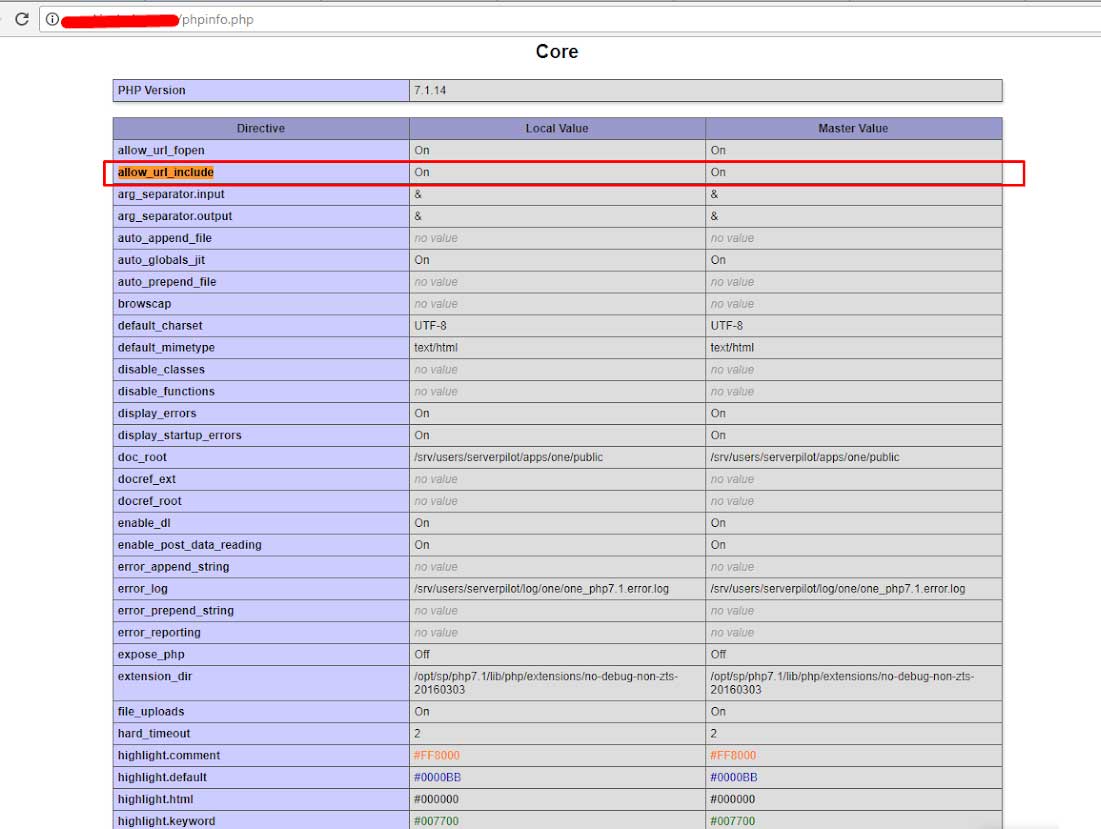 /phpinfo.php
Core
PHP Version 7.1.14
Directive Local Value Master Value
allow_url_fopen On On
allow_url_include On On
arg_separator.input & &
arg_separator.output & &
auto_append_file no value no value
auto_globals_jit On On
auto_prepend_file no value no value
browscap no value no value
default_charset UTF-8 UTF-8
default_mimetype text/html text/html
disable_classes no value no value
disable_functions no value no value
display_errors On On
display_startup_errors On On
doc_root /srv/users/serverpilot/apps/one/public /srv/users/serverpilot/apps/one/public
docref_ext no value no value
docref_root no value no value
enable_dl On On
enable_post_data_reading On On
error_append_string no value no value
error_log /srv/users/serverpilot/log/one/one_php7.1.error.log /srv/users/serverpilot/log/one/one_php7.1.error.log
error_prepend_string no value no value
error_reporting no value no value
expose_php Off Off
extension_dir /opt/sp/php7.1/lib/php/extensions/no-debug-non-zts- /opt/sp/php7.1/lib/php/extensions/no-debug-non-zts-
20160303 20160303
file_uploads On On
hard_timeout 2 2
highlight.comment #FF8000 #FF8000
highlight.default #0000BB #0000BB
highlight.html #000000 #000000
highlight.keyword #007700 #007700